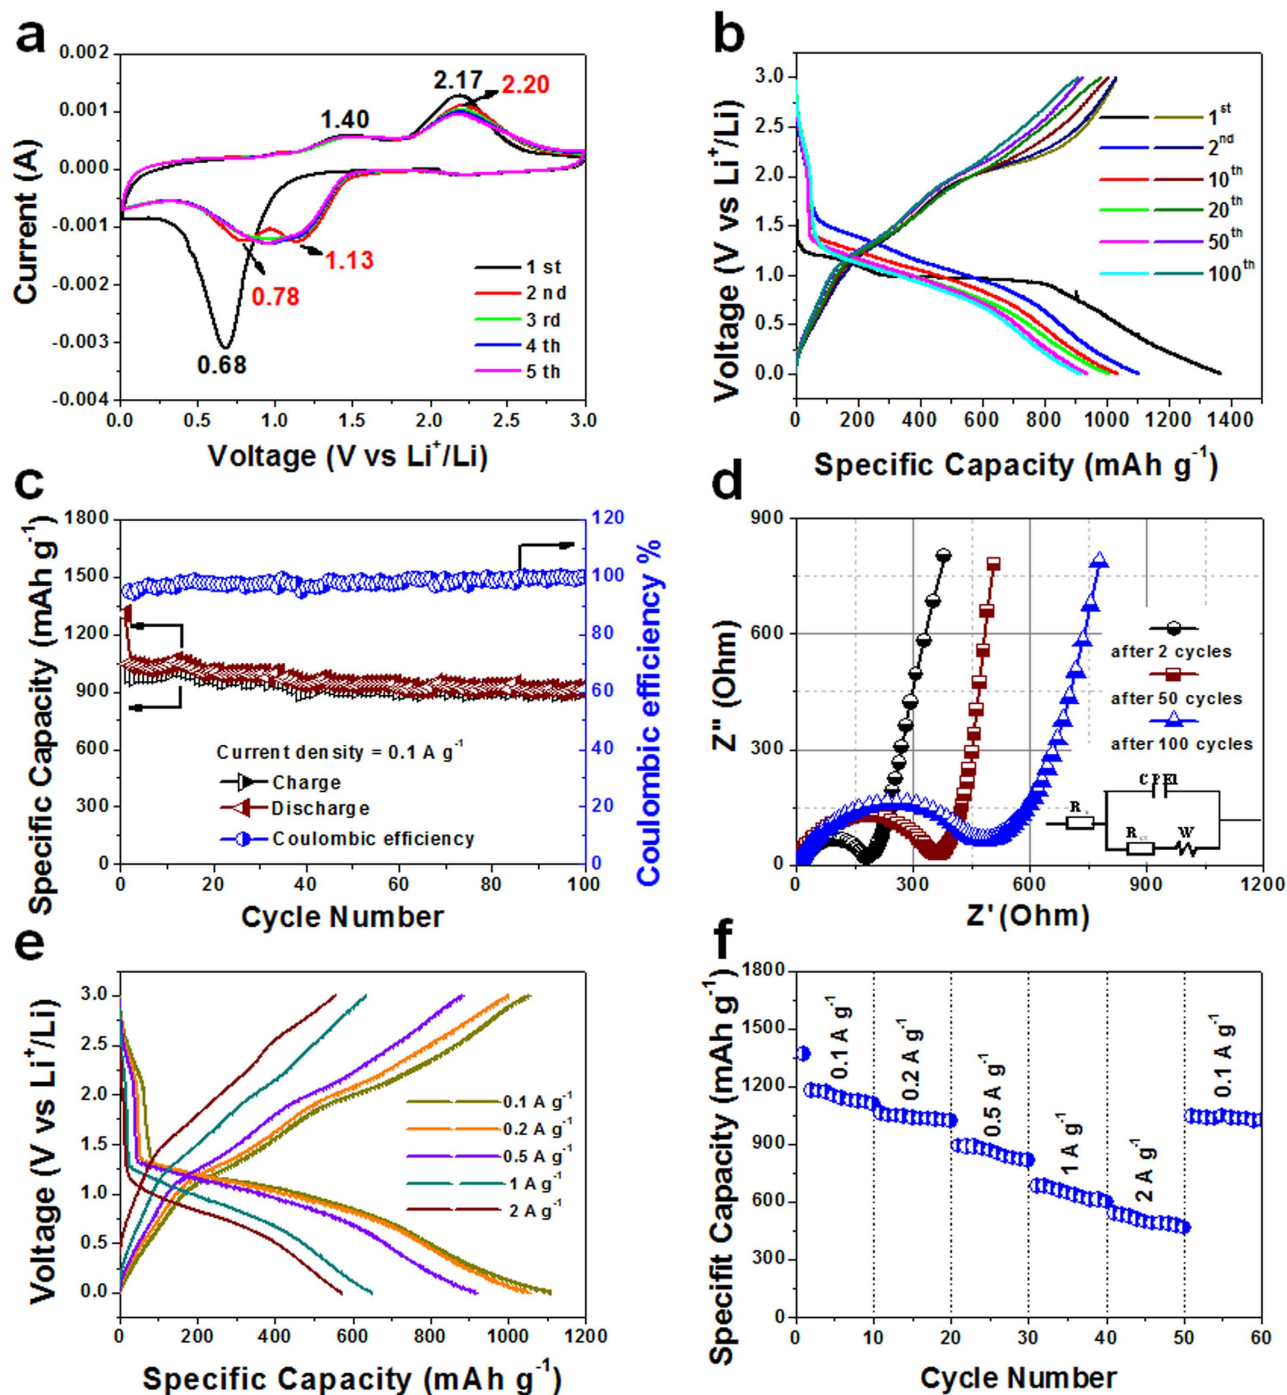 a
0.002
0.001
0.000
-0.001
-0.002
-0.003
-0.004
Current (A)
2.17
2.20
1.40
1.13
0.78
0.68
1 st
2 nd
3 rd
4 th
5 th
0.0 0.5 1.0 1.5 2.0 2.5 3.0
Voltage (V vs Li⁺/Li)
b
3.0
2.5
2.0
1.5
1.0
0.5
0.0
Voltage (V vs Li⁺/Li)
1ˢᵗ
2ⁿᵈ
10ᵗʰ
20ᵗʰ
50ᵗʰ
100ᵗʰ
0 200 400 600 800 1000 1200 1400
Specific Capacity (mAh g⁻¹)
c
1800
1500
1200
900
600
300
0
Specific Capacity (mAh g⁻¹)
120
100
80
60
40
20
0
Coulombic efficiency %
Current density = 0.1 A g⁻¹
Charge
Discharge
Coulombic efficiency
0 20 40 60 80 100
Cycle Number
d
900
600
300
0
Z'' (Ohm)
after 2 cycles
after 50 cycles
after 100 cycles
CPE1
R
R
W
0 300 600 900 1200
Z' (Ohm)
e
3.0
2.5
2.0
1.5
1.0
0.5
0.0
Voltage (V vs Li⁺/Li)
0.1 A g⁻¹
0.2 A g⁻¹
0.5 A g⁻¹
1 A g⁻¹
2 A g⁻¹
0 200 400 600 800 1000 1200
Specific Capacity (mAh g⁻¹)
f
1800
1500
1200
900
600
300
0
Specifit Capacity (mAh g⁻¹)
0.1 A g⁻¹
0.2 A g⁻¹
0.5 A g⁻¹
1 A g⁻¹
2 A g⁻¹
0.1 A g⁻¹
0 10 20 30 40 50 60
Cycle Number